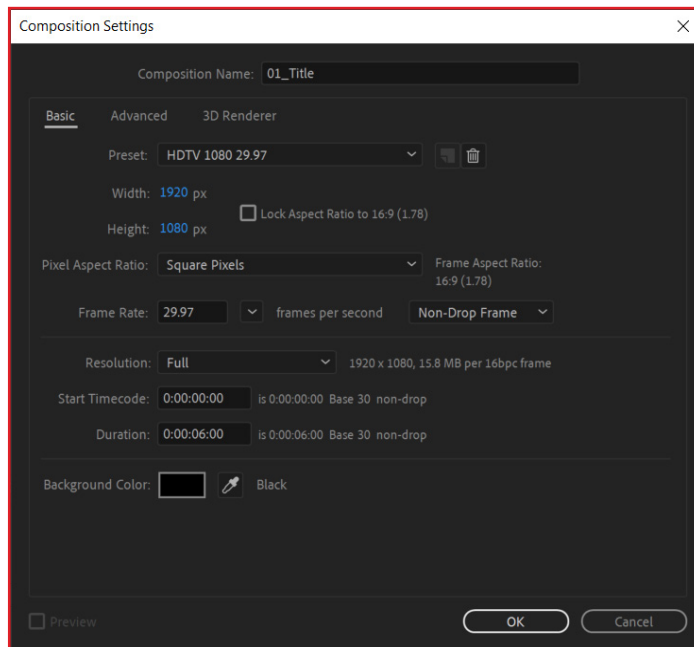 Composition Settings
Composition Name: 01_Title
Basic Advanced 3D Renderer
Preset: HDTV 1080 29.97
Width: 1920 px
Lock Aspect Ratio to 16:9 (1.78)
Height: 1080 px
Pixel Aspect Ratio: Square Pixels
Frame Aspect Ratio:
16:9 (1.78)
Frame Rate: 29.97 frames per second Non-Drop Frame
Resolution: Full 1920 x 1080, 15.8 MB per 16bpc frame
Start Timecode: 0:00:00:00 is 0:00:00:00 Base 30 non-drop
Duration: 0:00:06:00 is 0:00:06:00 Base 30 non-drop
Background Color: Black
Preview OK Cancel